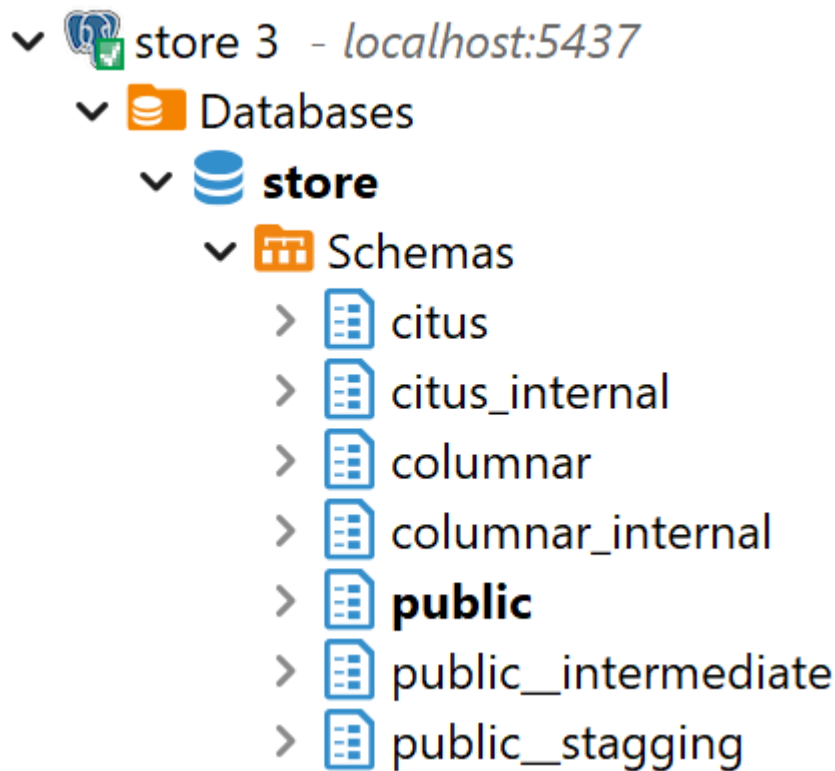 store 3 - localhost:5437
Databases
store
Schemas
citus
citus_internal
columnar
columnar_internal
public
public__intermediate
public__stagging